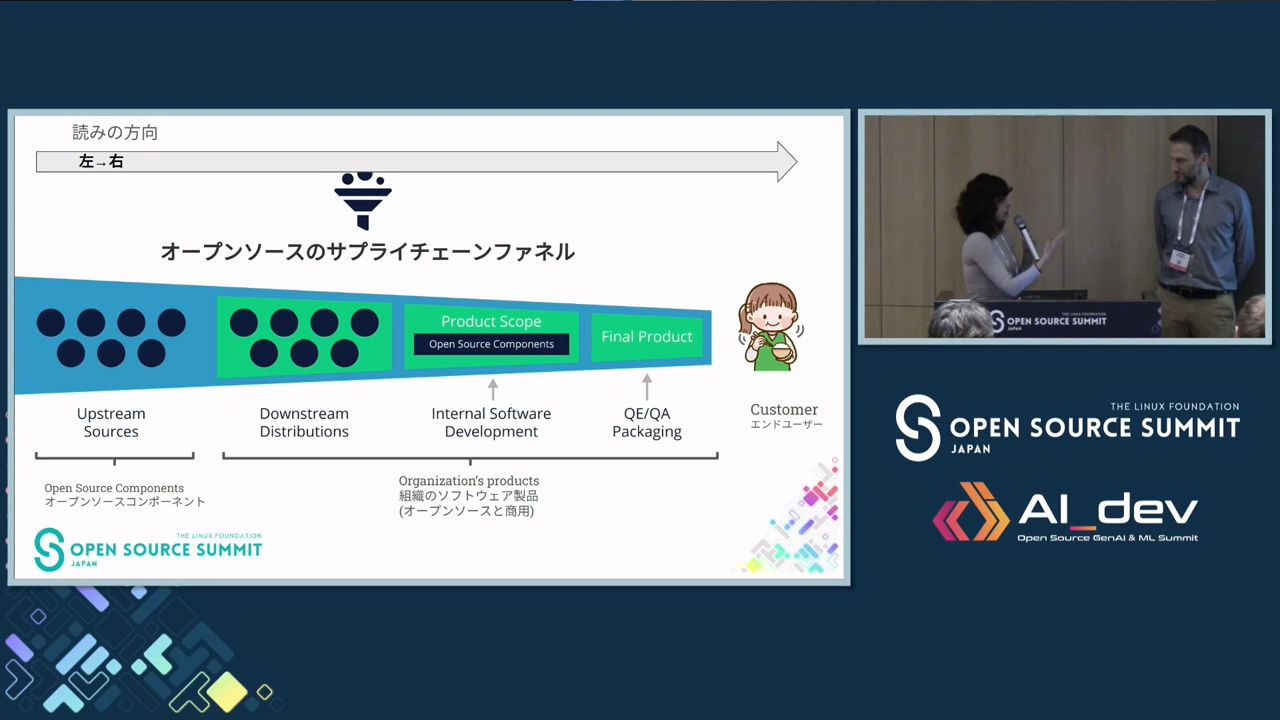 読みの方向
左→右
オープンソースのサプライチェーンファネル
Product Scope
Open Source Components
Final Product
Upstream
Sources
Downstream
Distributions
Internal Software
Development
QE/QA
Packaging
Customer
エンドユーザー
Open Source Components
オープンソースコンポーネント
Organization's products
組織のソフトウェア製品
(オープンソースと商用)
THE LINUX FOUNDATION
OPEN SOURCE SUMMIT
JAPAN
OPEN SOURCE SUMMIT
JAPAN
THE LINUX FOUNDATION
OPEN SOURCE SUMMIT
JAPAN
AI_dev
Open Source GenAI & ML Summit